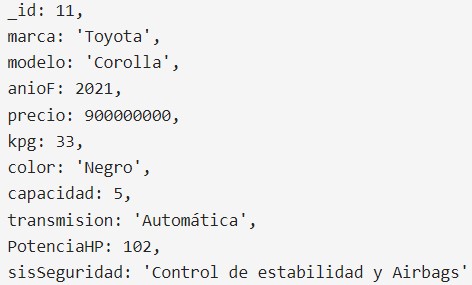 _id: 11,
marca: 'Toyota',
modelo: 'Corolla',
anioF: 2021,
precio: 900000000,
kpg: 33,
color: 'Negro',
capacidad: 5,
transmision: 'Automática',
PotenciaHP: 102,
sisSeguridad: 'Control de estabilidad y Airbags'